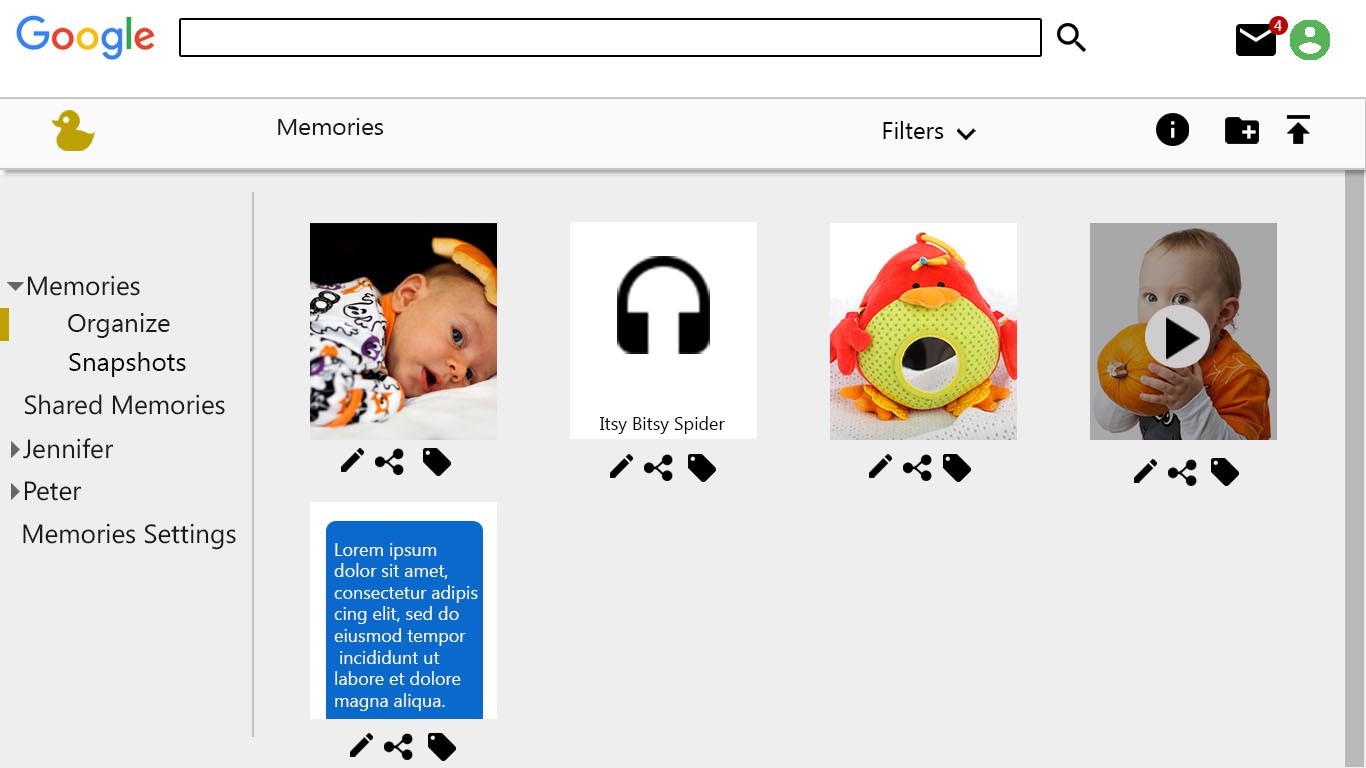 Google
4
Memories
Filters
Memories
Organize
Snapshots
Shared Memories
Jennifer
Peter
Memories Settings
Itsy Bitsy Spider
Lorem ipsum
dolor sit amet,
consectetur adipis
cing elit, sed do
eiusmod tempor
incididunt ut
labore et dolore
magna aliqua.